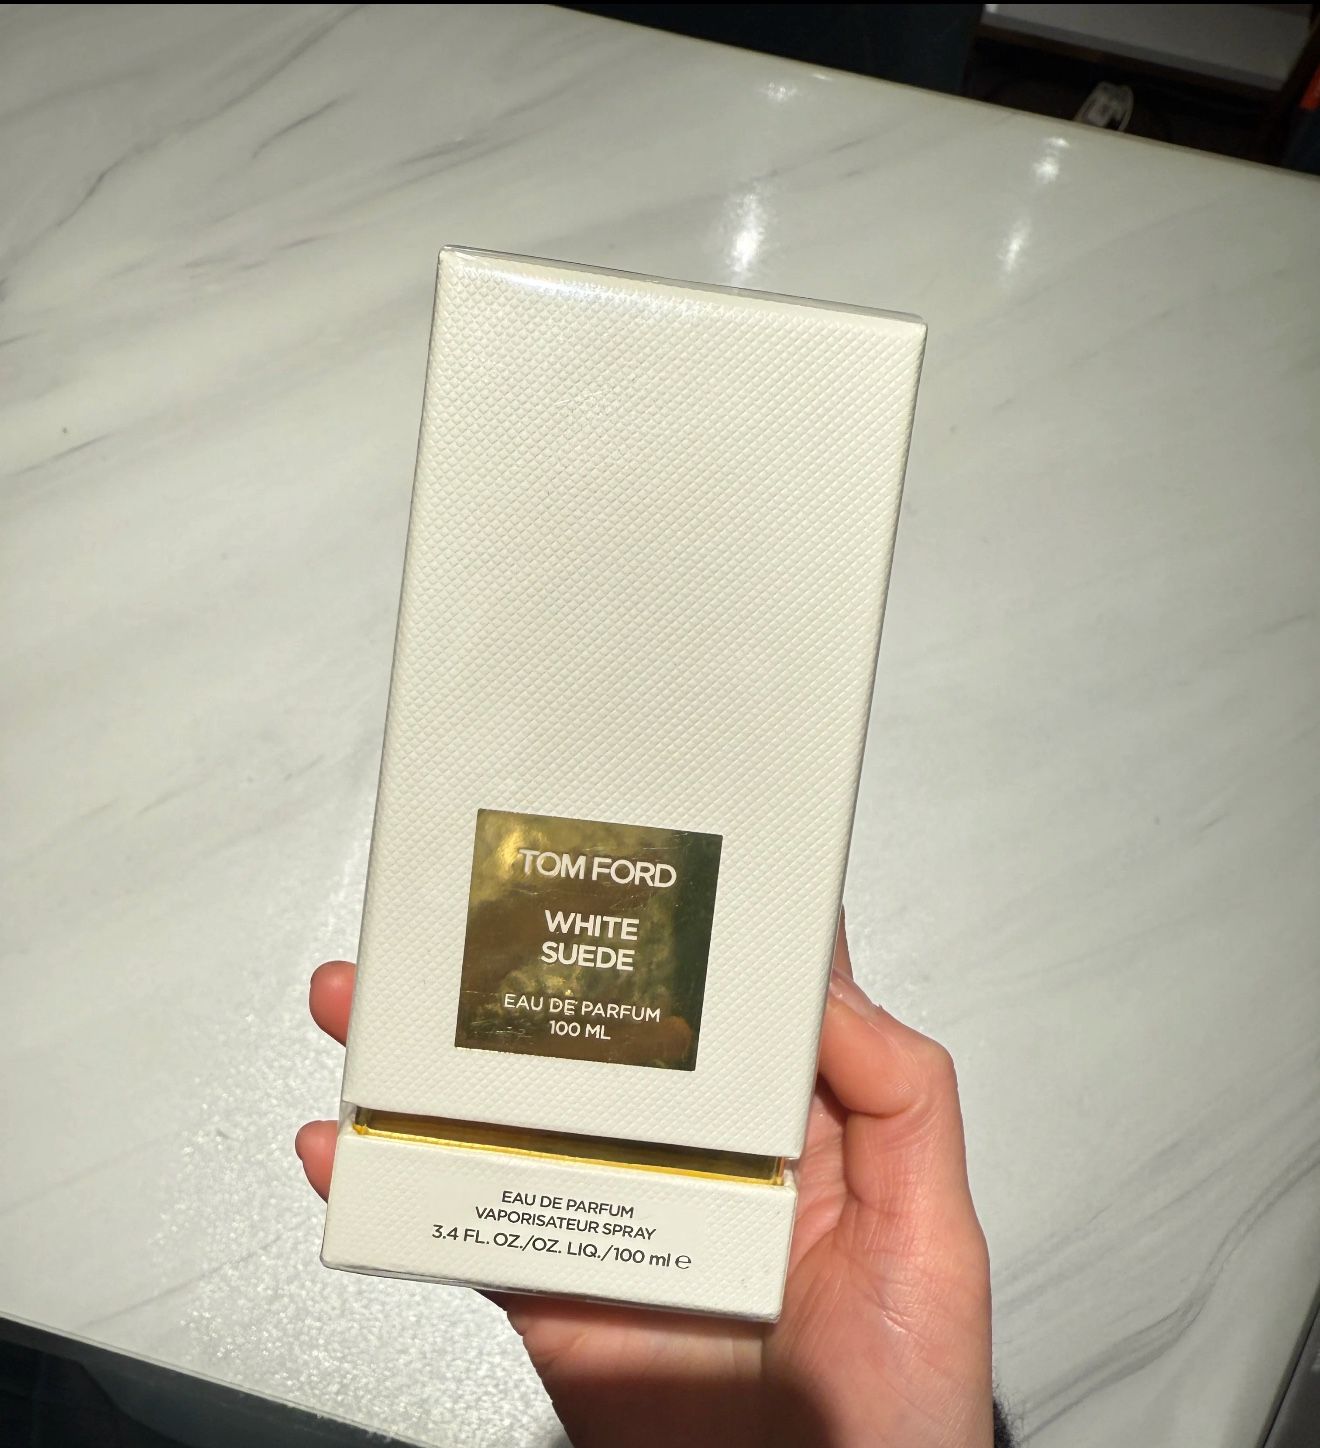 TOM FORD
WHITE
SUEDE
EAU DE PARFUM
100 ML
EAU DE PARFUM
VAPORISATEUR SPRAY
3.4 FL. OZ./OZ. LIQ./100 ml ℮